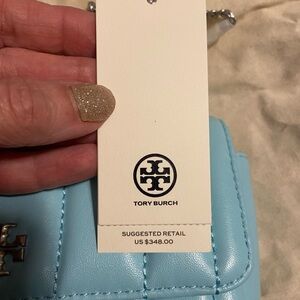 TORY BURCH
SUGGESTED RETAIL
US $348.00